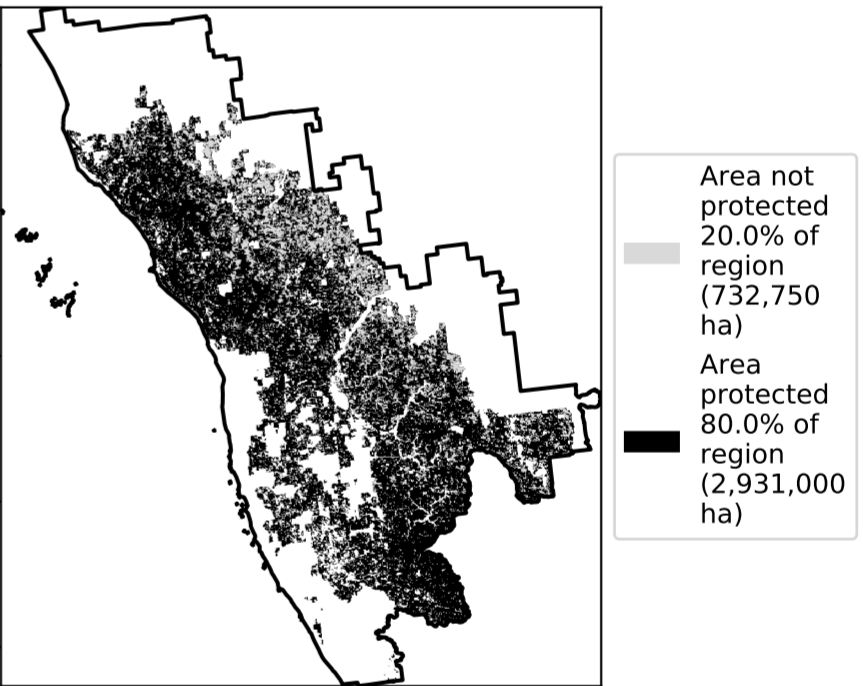 Area not
protected
20.0% of
region
(732,750
ha)
Area
protected
80.0% of
region
(2,931,000
ha)